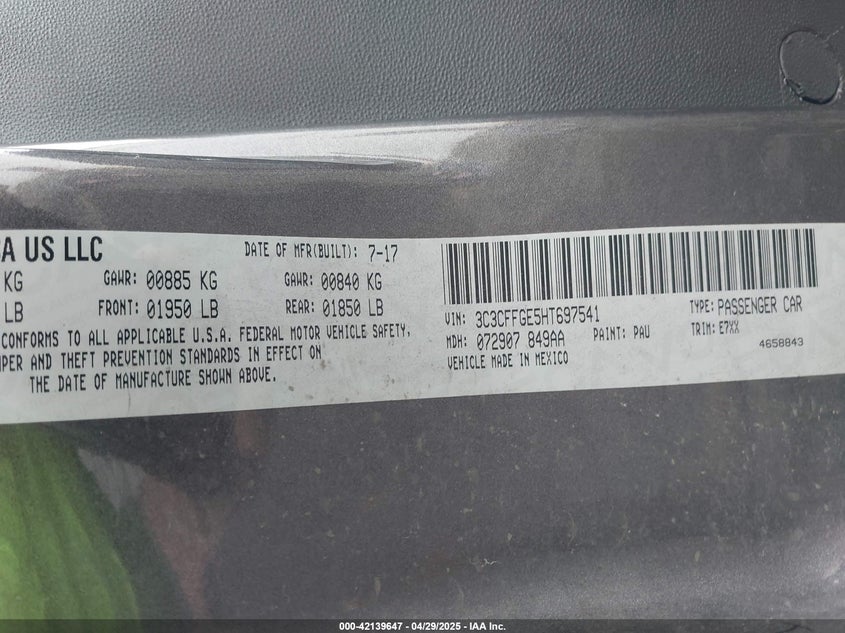 A US LLC
DATE OF MFR(BUILT): 7-17
KG GAWR: 00885 KG GAWR: 00840 KG
LB FRONT: 01950 LB REAR: 01850 LB
CONFORMS TO ALL APPLICABLE U.S.A. FEDERAL MOTOR VEHICLE SAFETY,
PER AND THEFT PREVENTION STANDARDS IN EFFECT ON
THE DATE OF MANUFACTURE SHOWN ABOVE.
VIN: 3C3CFFGE5HT697541 TYPE: PASSENGER CAR
MDH: 072907 849AA PAINT: PAU TRIM: E7XX
VEHICLE MADE IN MEXICO 4658843
000-42139647 - 04/29/2025 - IAA Inc.